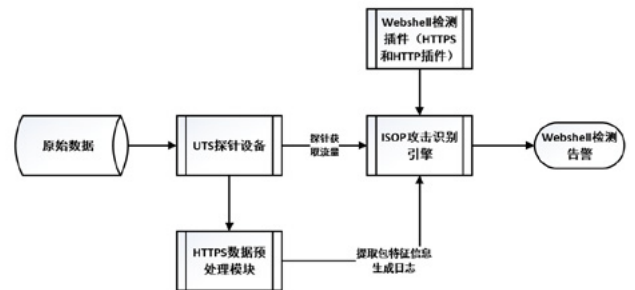 Webshell检测
插件（HTTPS
和HTTP插件）
原始数据
UTS探针设备
探针获
取流量
ISOP攻击识别
引擎
Webshell检测
告警
HTTPS数据预
处理模块
提取包特征信息
生成日志